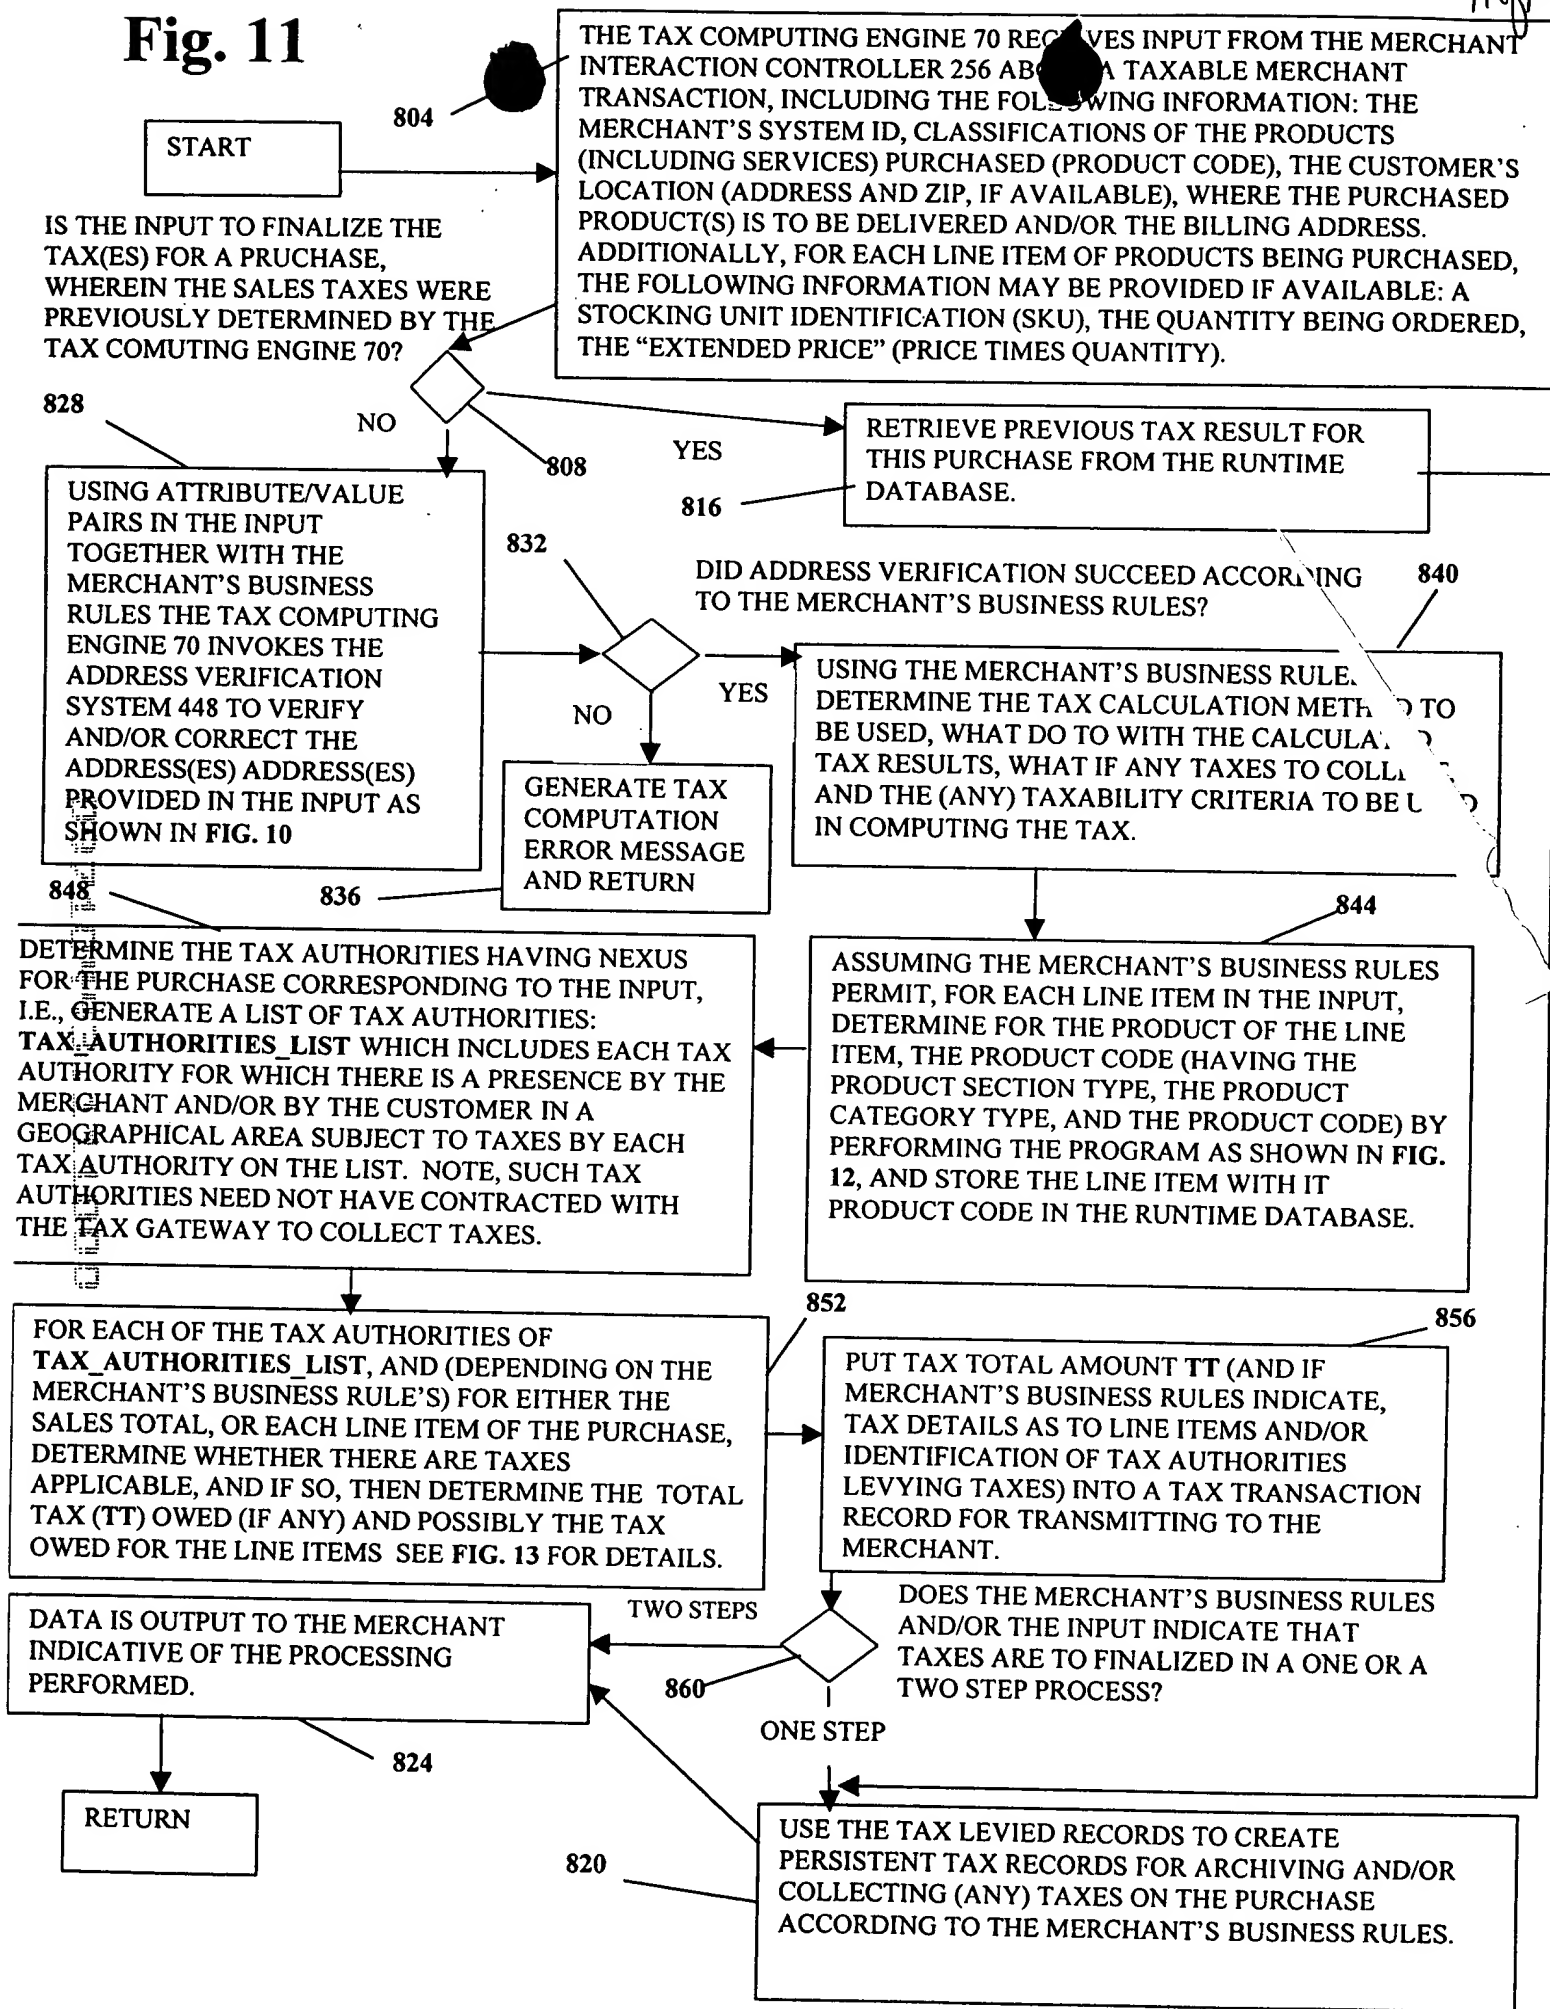 Fig. 11
804
START
THE TAX COMPUTING ENGINE 70 INPUT FROM THE MERCHANT
INTERACTION CONTROLLER 256 TAXABLE MERCHANT
TRANSACTION, INCLUDING THE FOLLOWING INFORMATION: THE
MERCHANT'S SYSTEM ID, CLASSIFICATIONS OF THE PRODUCTS
(INCLUDING SERVICES) PURCHASED (PRODUCT CODE), THE CUSTOMER'S
LOCATION (ADDRESS AND ZIP, IF AVAILABLE), WHERE THE PURCHASED
PRODUCT(S) IS TO BE DELIVERED AND/OR THE BILLING ADDRESS.
ADDITIONALLY, FOR EACH LINE ITEM OF PRODUCTS BEING PURCHASED,
THE FOLLOWING INFORMATION MAY BE PROVIDED IF AVAILABLE: A
STOCKING UNIT IDENTIFICATION (SKU), THE QUANTITY BEING ORDERED,
THE "EXTENDED PRICE" (PRICE TIMES QUANTITY).
IS THE INPUT TO FINALIZE THE
TAX(ES) FOR A PRUCHASE,
WHEREIN THE SALES TAXES WERE
PREVIOUSLY DETERMINED BY THE
TAX COMUTING ENGINE 70?
828
NO
808
YES
816
RETRIEVE PREVIOUS TAX RESULT FOR
THIS PURCHASE FROM THE RUNTIME
DATABASE.
USING ATTRIBUTE/VALUE
PAIRS IN THE INPUT
TOGETHER WITH THE
MERCHANT'S BUSINESS
RULES THE TAX COMPUTING
ENGINE 70 INVOKES THE
ADDRESS VERIFICATION
SYSTEM 448 TO VERIFY
AND/OR CORRECT THE
ADDRESS(ES) ADDRESS(ES)
PROVIDED IN THE INPUT AS
SHOWN IN FIG. 10
832
DID ADDRESS VERIFICATION SUCCEED ACCORDING
TO THE MERCHANT'S BUSINESS RULES?
840
YES
NO
GENERATE TAX
COMPUTATION
ERROR MESSAGE
AND RETURN
836
USING THE MERCHANT'S BUSINESS
DETERMINE THE TAX CALCULATION METHOD TO
BE USED, WHAT DO TO WITH THE
TAX RESULTS, WHAT IF ANY TAXES TO
AND THE (ANY) TAXABILITY CRITERIA TO BE
IN COMPUTING THE TAX.
848
844
DETERMINE THE TAX AUTHORITIES HAVING NEXUS
FOR THE PURCHASE CORRESPONDING TO THE INPUT,
I.E., GENERATE A LIST OF TAX AUTHORITIES:
TAX_AUTHORITIES_LIST WHICH INCLUDES EACH TAX
AUTHORITY FOR WHICH THERE IS A PRESENCE BY THE
MERCHANT AND/OR BY THE CUSTOMER IN A
GEOGRAPHICAL AREA SUBJECT TO TAXES BY EACH
TAX AUTHORITY ON THE LIST. NOTE, SUCH TAX
AUTHORITIES NEED NOT HAVE CONTRACTED WITH
THE TAX GATEWAY TO COLLECT TAXES.
ASSUMING THE MERCHANT'S BUSINESS RULES
PERMIT, FOR EACH LINE ITEM IN THE INPUT,
DETERMINE FOR THE PRODUCT OF THE LINE
ITEM, THE PRODUCT CODE (HAVING THE
PRODUCT SECTION TYPE, THE PRODUCT
CATEGORY TYPE, AND THE PRODUCT CODE) BY
PERFORMING THE PROGRAM AS SHOWN IN FIG.
12, AND STORE THE LINE ITEM WITH IT
PRODUCT CODE IN THE RUNTIME DATABASE.
852
856
FOR EACH OF THE TAX AUTHORITIES OF
TAX_AUTHORITIES_LIST, AND (DEPENDING ON THE
MERCHANT'S BUSINESS RULE'S) FOR EITHER THE
SALES TOTAL, OR EACH LINE ITEM OF THE PURCHASE,
DETERMINE WHETHER THERE ARE TAXES
APPLICABLE, AND IF SO, THEN DETERMINE THE TOTAL
TAX (TT) OWED (IF ANY) AND POSSIBLY THE TAX
OWED FOR THE LINE ITEMS SEE FIG. 13 FOR DETAILS.
PUT TAX TOTAL AMOUNT TT (AND IF
MERCHANT'S BUSINESS RULES INDICATE,
TAX DETAILS AS TO LINE ITEMS AND/OR
IDENTIFICATION OF TAX AUTHORITIES
LEVYING TAXES) INTO A TAX TRANSACTION
RECORD FOR TRANSMITTING TO THE
MERCHANT.
DATA IS OUTPUT TO THE MERCHANT
INDICATIVE OF THE PROCESSING
PERFORMED.
TWO STEPS
DOES THE MERCHANT'S BUSINESS RULES
AND/OR THE INPUT INDICATE THAT
TAXES ARE TO FINALIZED IN A ONE OR A
TWO STEP PROCESS?
860
ONE STEP
824
RETURN
820
USE THE TAX LEVIED RECORDS TO CREATE
PERSISTENT TAX RECORDS FOR ARCHIVING AND/OR
COLLECTING (ANY) TAXES ON THE PURCHASE
ACCORDING TO THE MERCHANT'S BUSINESS RULES.